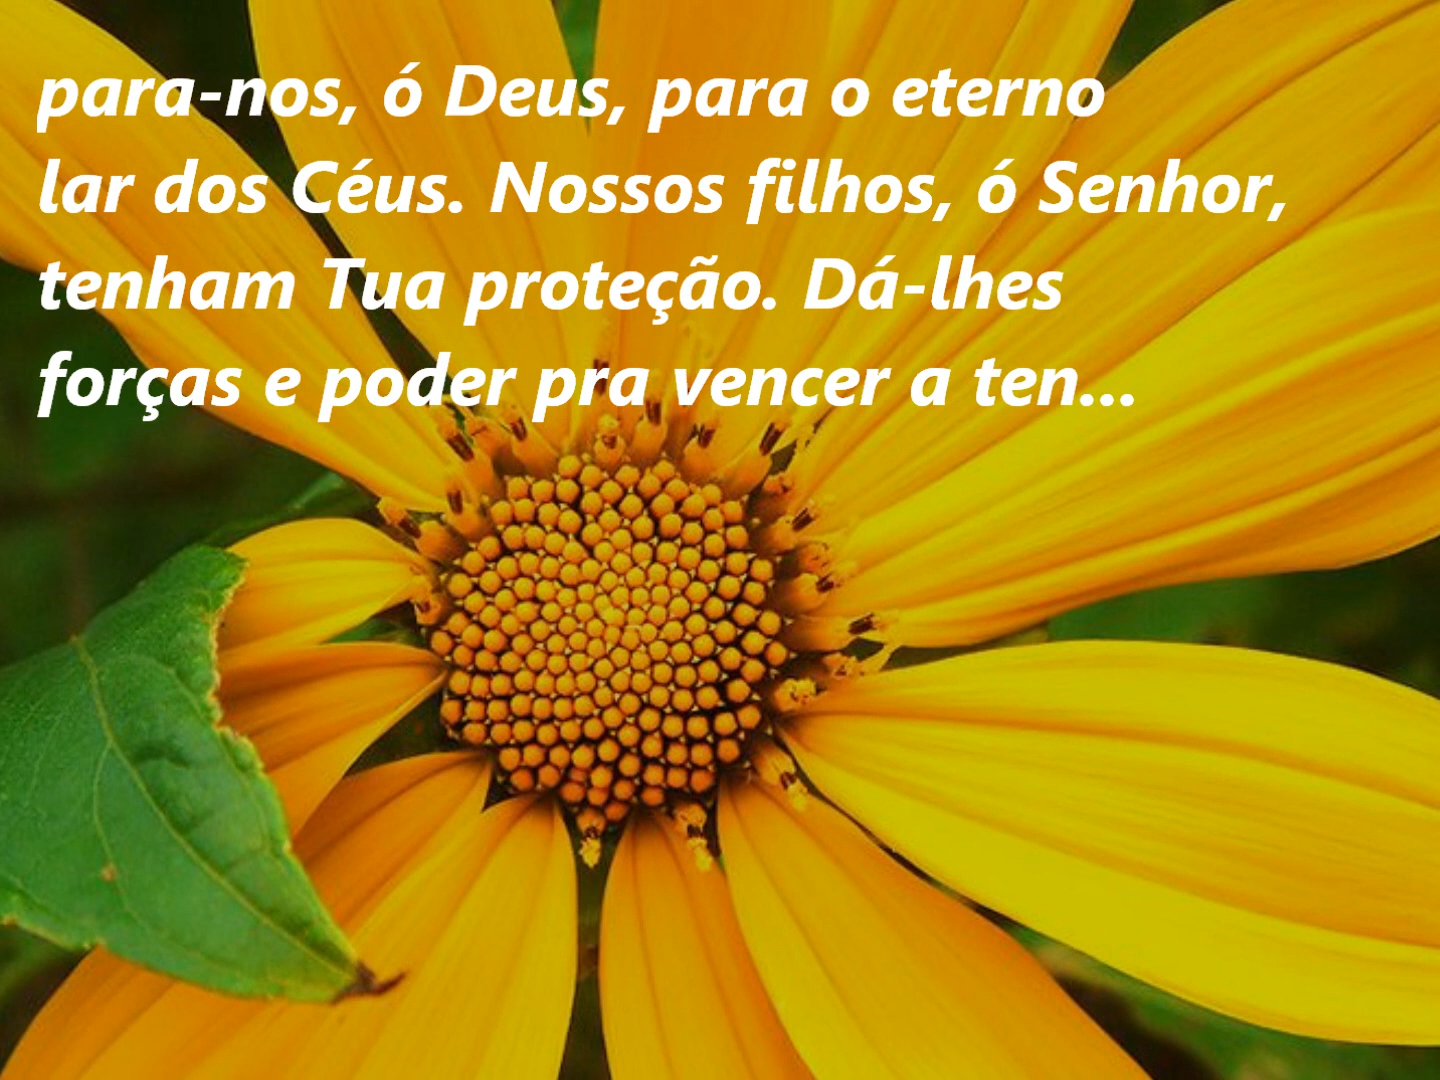 para-nos, ó Deus, para o eterno
lar dos Céus. Nossos filhos, ó Senhor,
tenham Tua proteção. Dá-lhes
forças e poder pra vencer a ten...